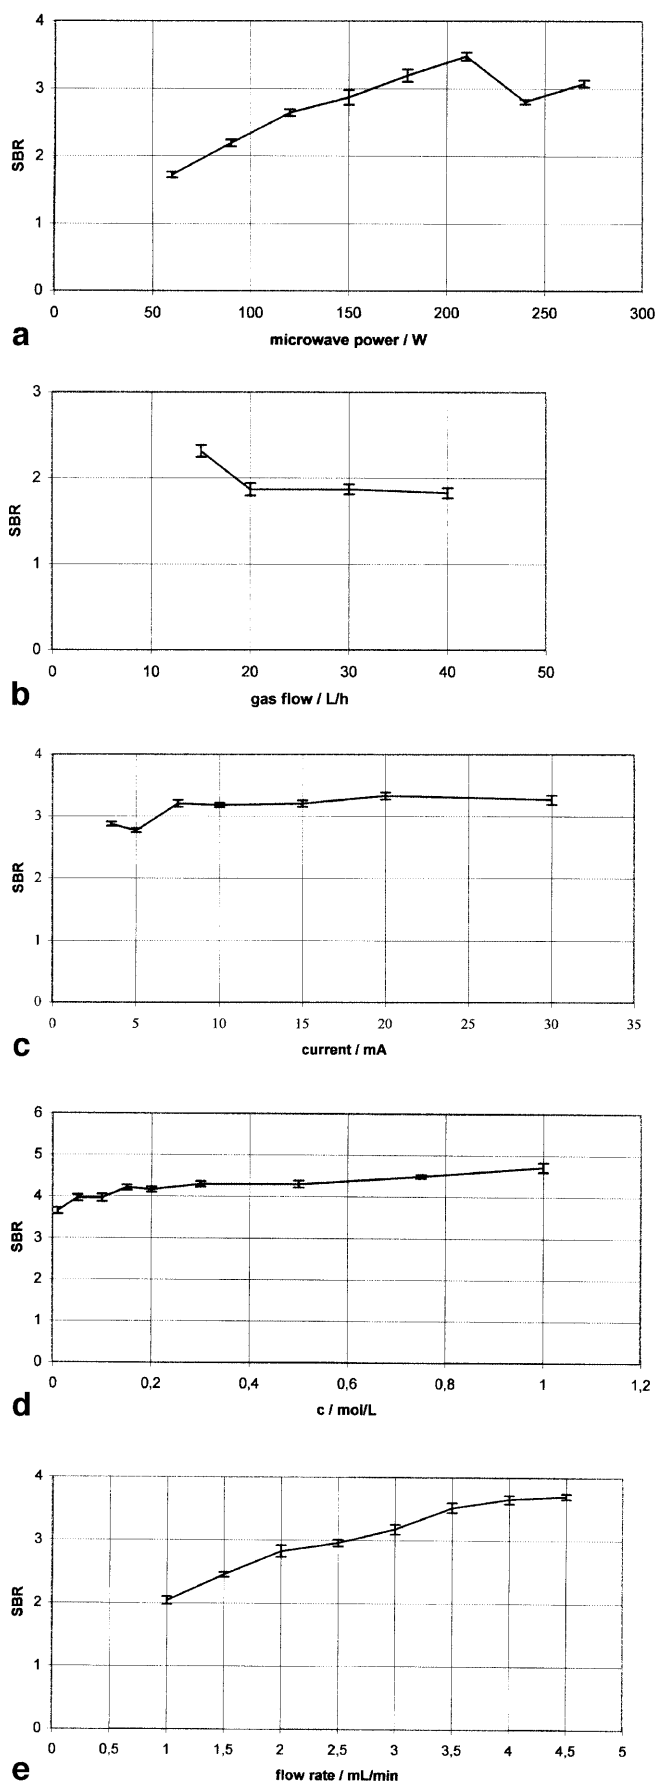 4
3
2
1
0
SBR
0 50 100 150 200 250 300
microwave power / W
a
3
2
1
0
SBR
0 10 20 30 40 50
gas flow / L/h
b
4
3
2
1
0
SBR
0 5 10 15 20 25 30 35
current / mA
c
6
5
4
3
2
1
0
SBR
0 0,2 0,4 0,6 0,8 1 1,2
c / mol/L
d
4
3
2
1
0
SBR
0 0,5 1 1,5 2 2,5 3 3,5 4 4,5 5
flow rate / mL/min
e